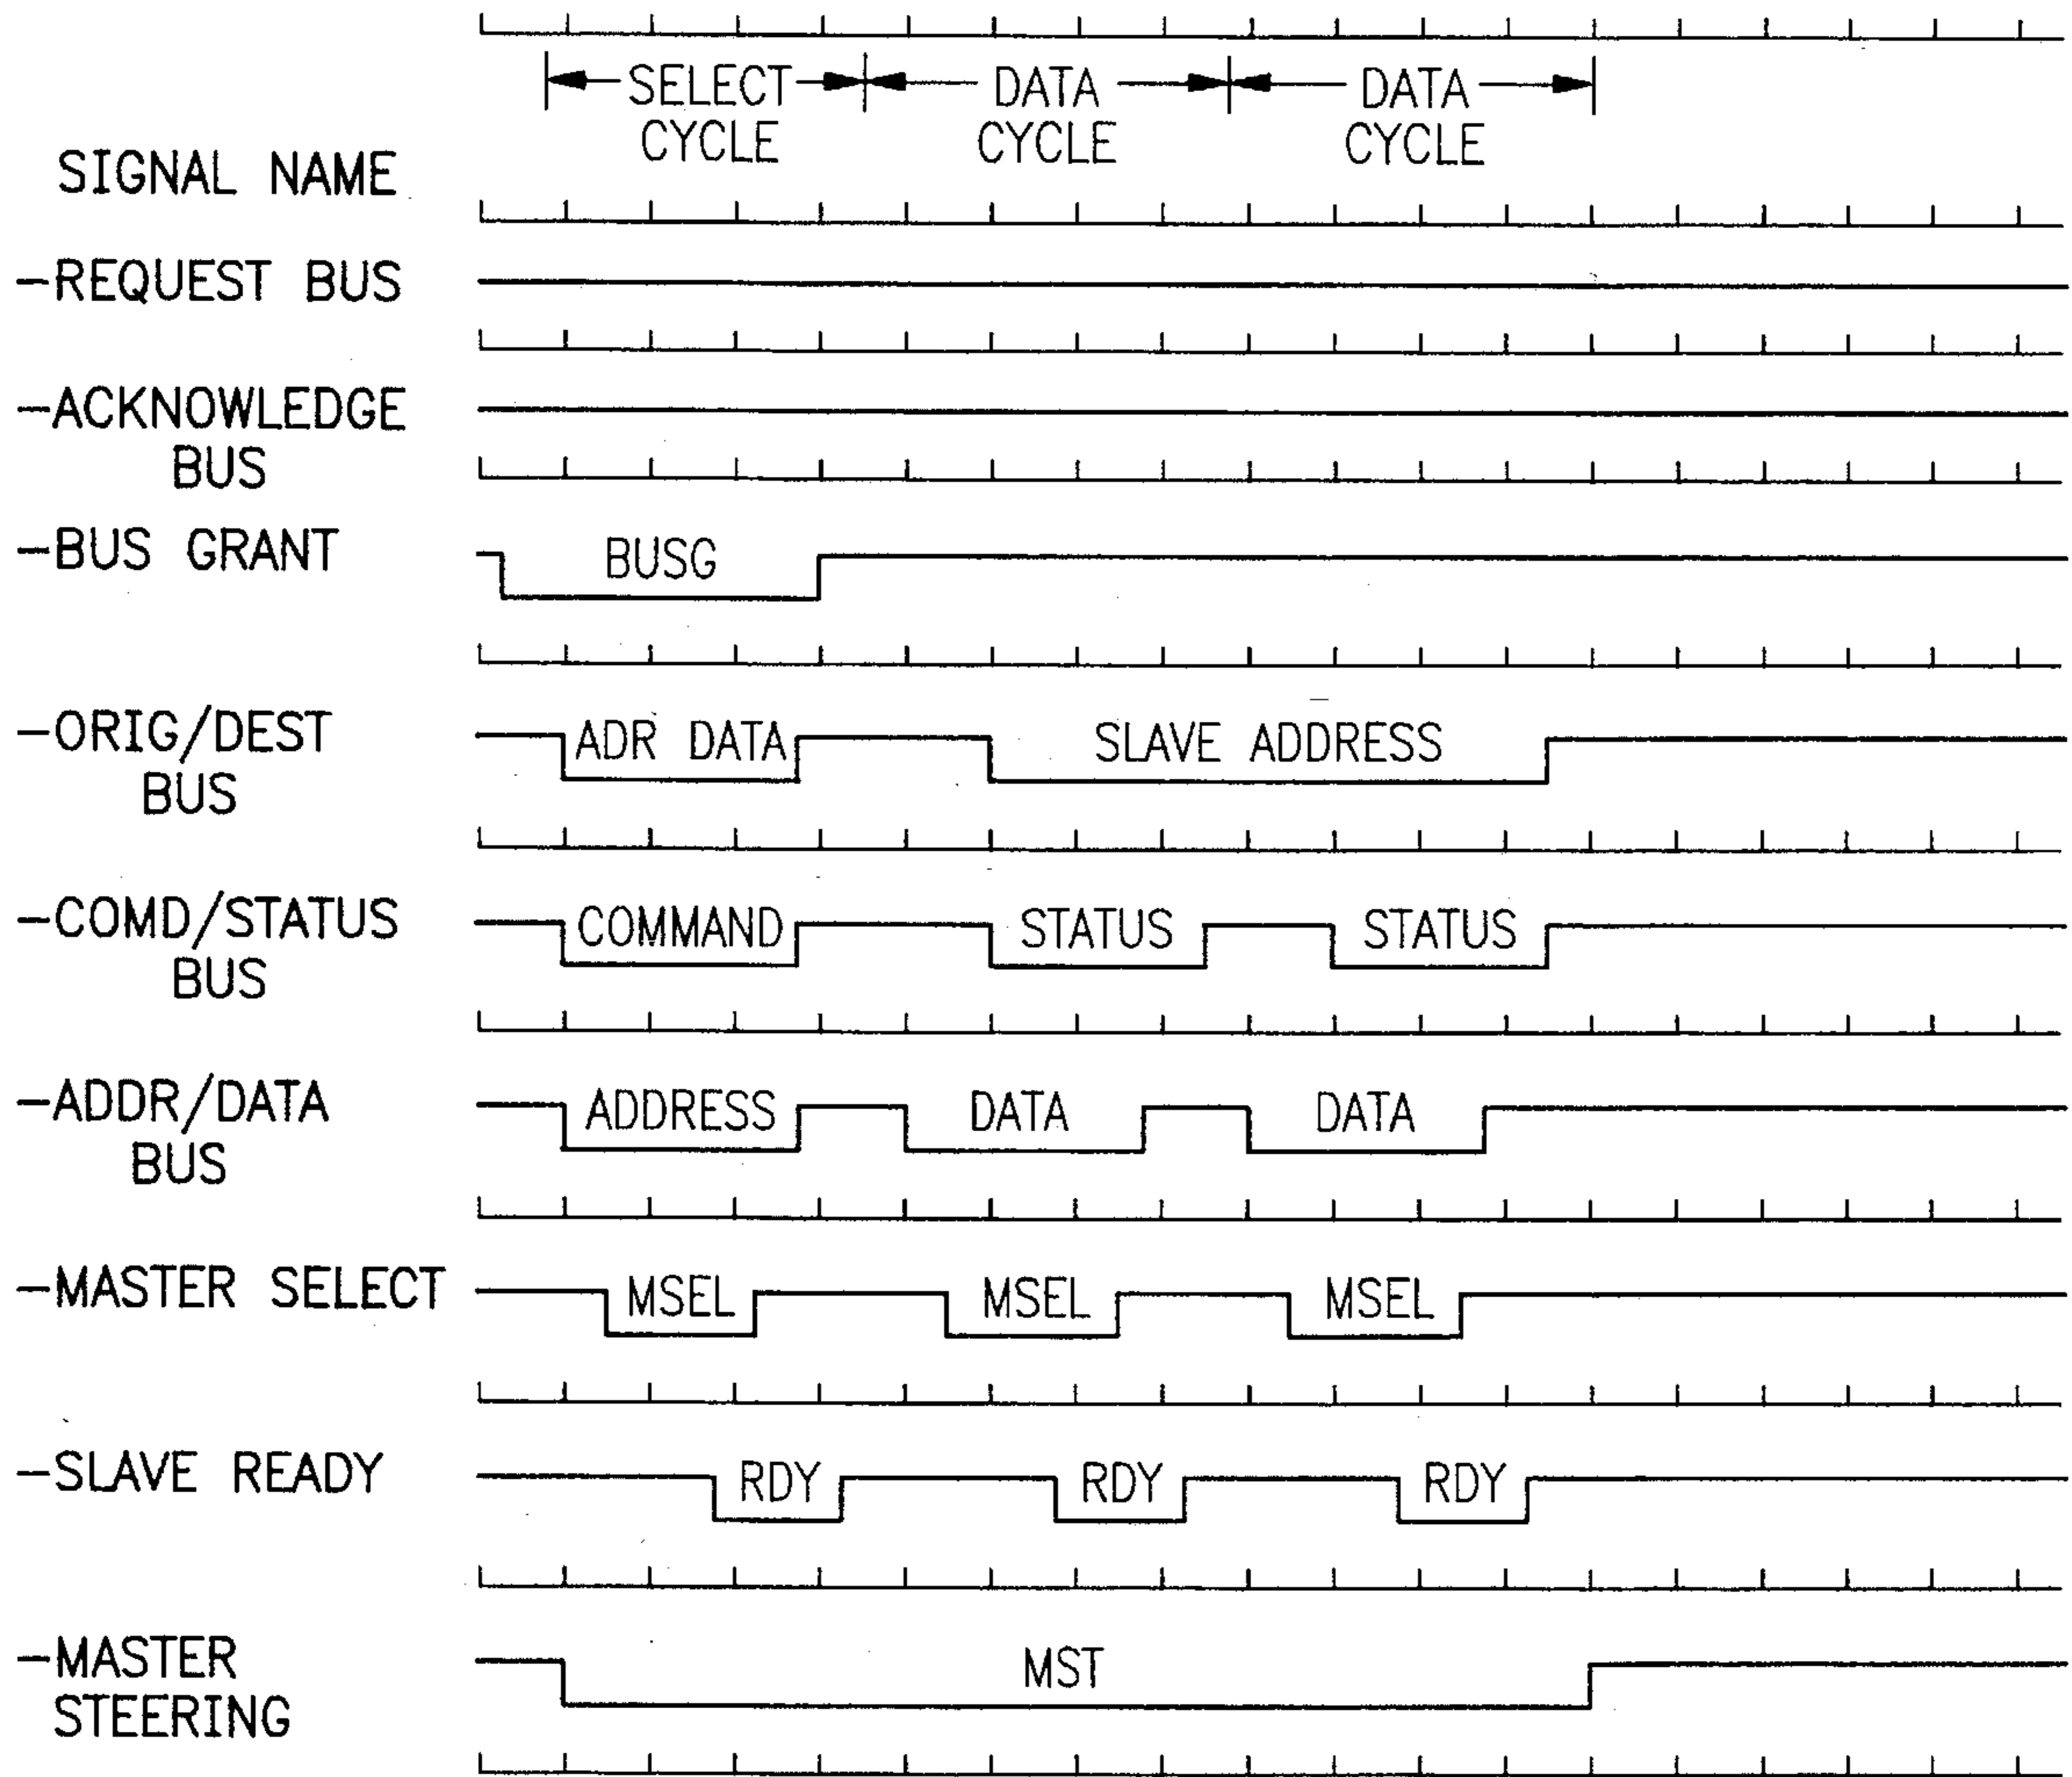 SELECT CYCLE
DATA CYCLE
DATA CYCLE
SIGNAL NAME
–REQUEST BUS
–ACKNOWLEDGE
BUS
–BUS GRANT
BUSG
–ORIG/DEST
BUS
ADR DATA
SLAVE ADDRESS
–COMD/STATUS
BUS
COMMAND
STATUS
STATUS
–ADDR/DATA
BUS
ADDRESS
DATA
DATA
–MASTER SELECT
MSEL
MSEL
MSEL
–SLAVE READY
RDY
RDY
RDY
–MASTER
STEERING
MST